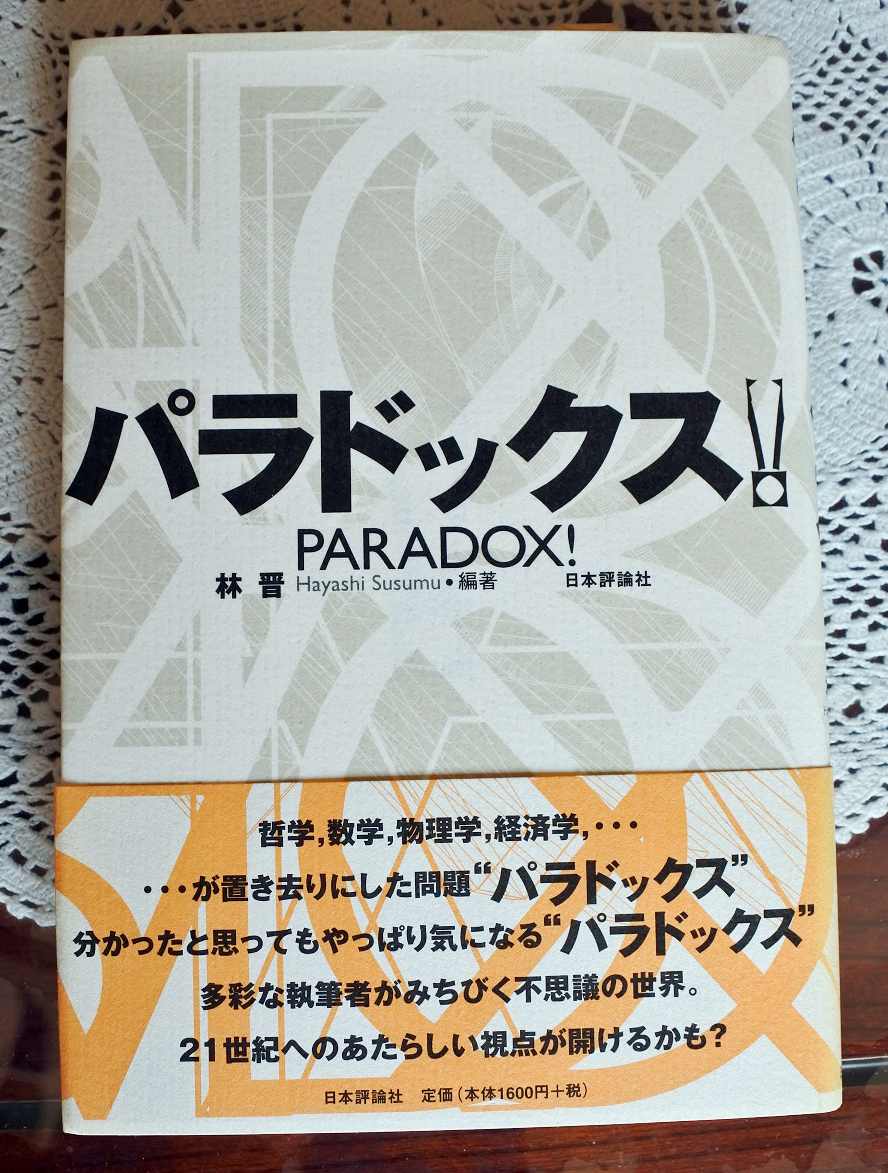 パラドックス!
PARADOX!
林 晋 Hayashi Susumu・編著 日本評論社
哲学,数学,物理学,経済学,・・・
・・・が置き去りにした問題“パラドックス”
分かったと思ってもやっぱり気になる“パラドックス”
多彩な執筆者がみちびく不思議の世界。
21世紀へのあたらしい視点が開けるかも?
日本評論社 定価(本体1600円+税)